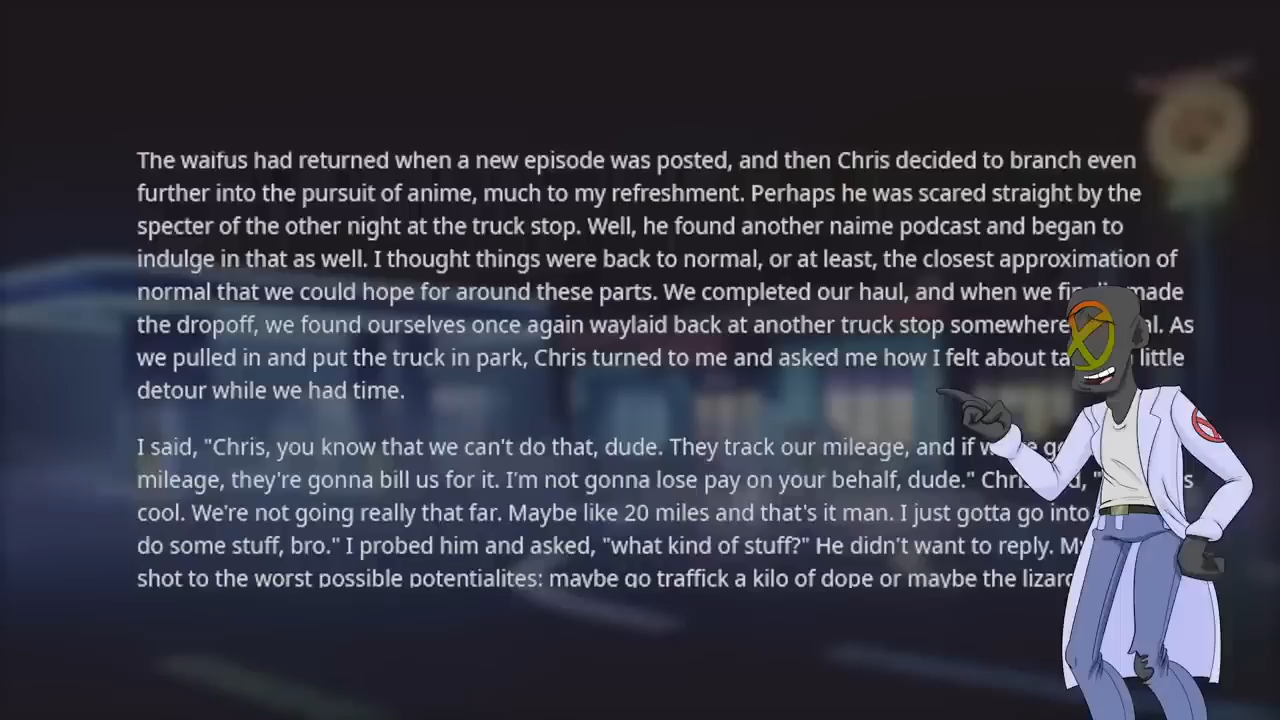 The waifus had returned when a new episode was posted, and then Chris decided to branch even
further into the pursuit of anime, much to my refreshment. Perhaps he was scared straight by the
specter of the other night at the truck stop. Well, he found another naime podcast and began to
indulge in that as well. I thought things were back to normal, or at least, the closest approximation of
normal that we could hope for around these parts. We completed our haul, and when we made
the dropoff, we found ourselves once again waylaid back at another truck stop somewhere As
we pulled in and put the truck in park, Chris turned to me and asked me how I felt about little
detour while we had time.
I said, "Chris, you know that we can't do that, dude. They track our mileage, and if
mileage, they're gonna bill us for it. I'm not gonna lose pay on your behalf, dude."
cool. We're not going really that far. Maybe like 20 miles and that's it man. I just gotta go into
do some stuff, bro." I probed him and asked, "what kind of stuff?" He didn't want to reply.
shot to the worst possible potentialites: maybe go traffick a kilo of dope or maybe the